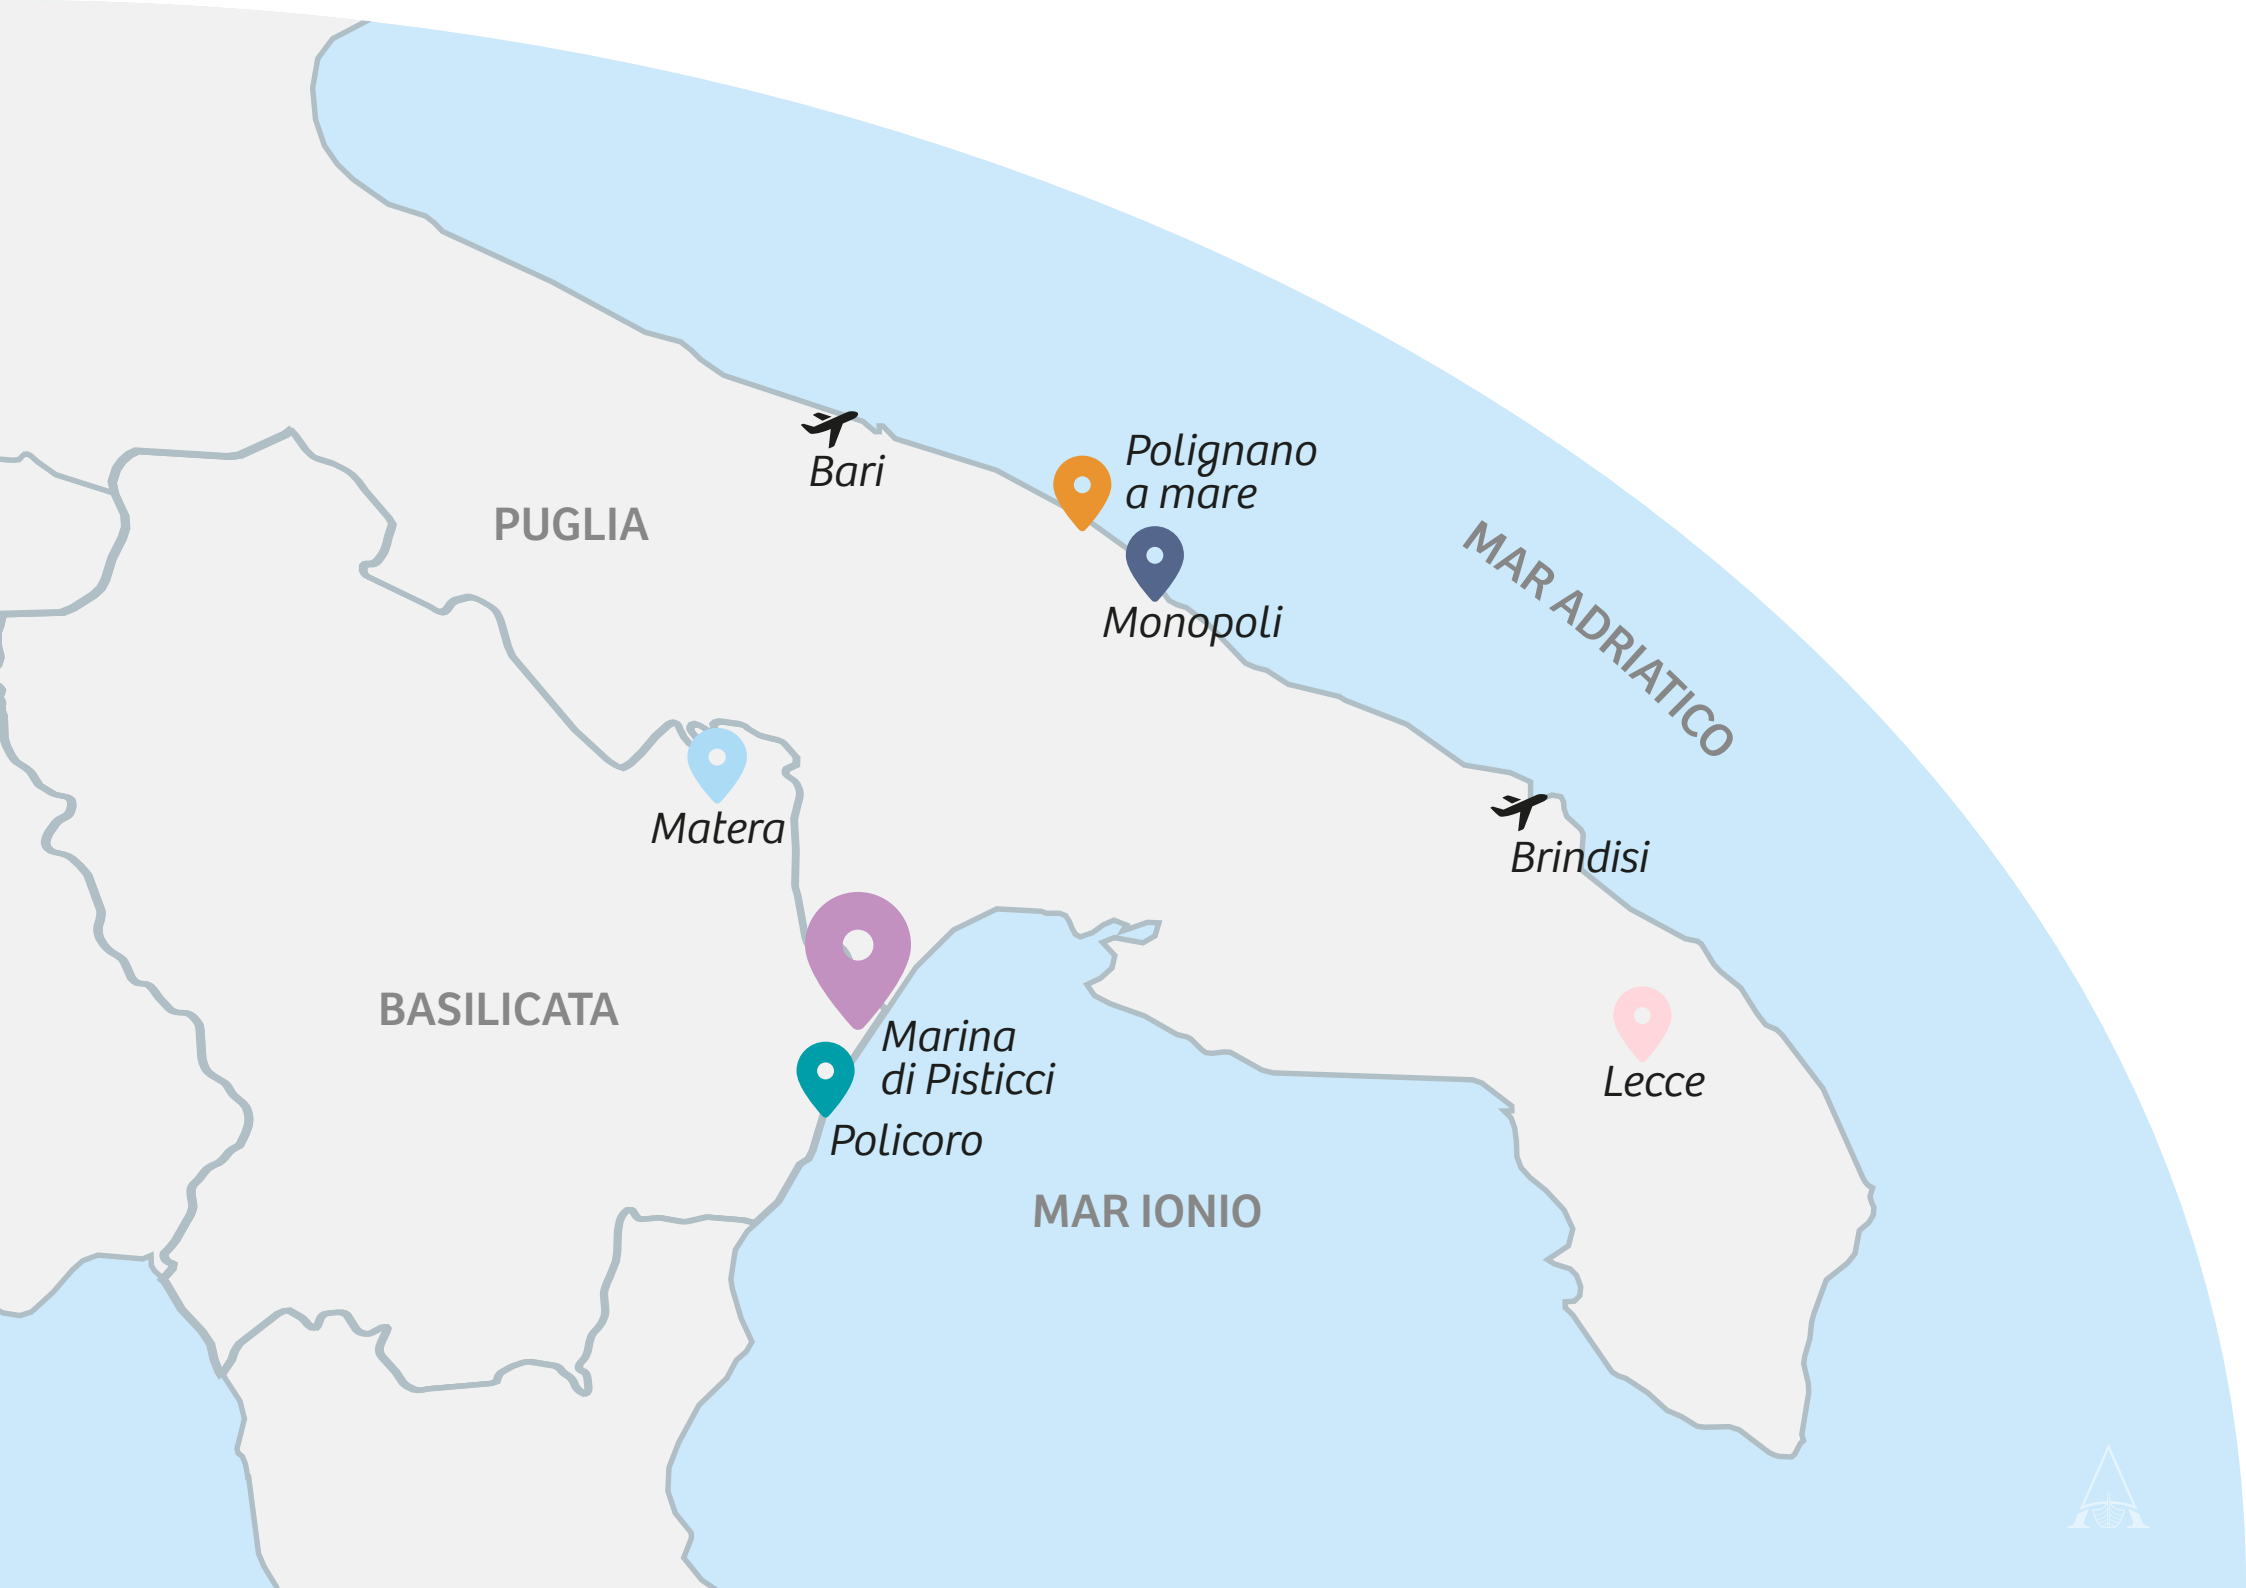 Polignano
a mare
Bari
PUGLIA
MAR ADRIATICO
Monopoli
Matera
Brindisi
BASILICATA
Marina
di Pisticci
Lecce
Policoro
MAR IONIO